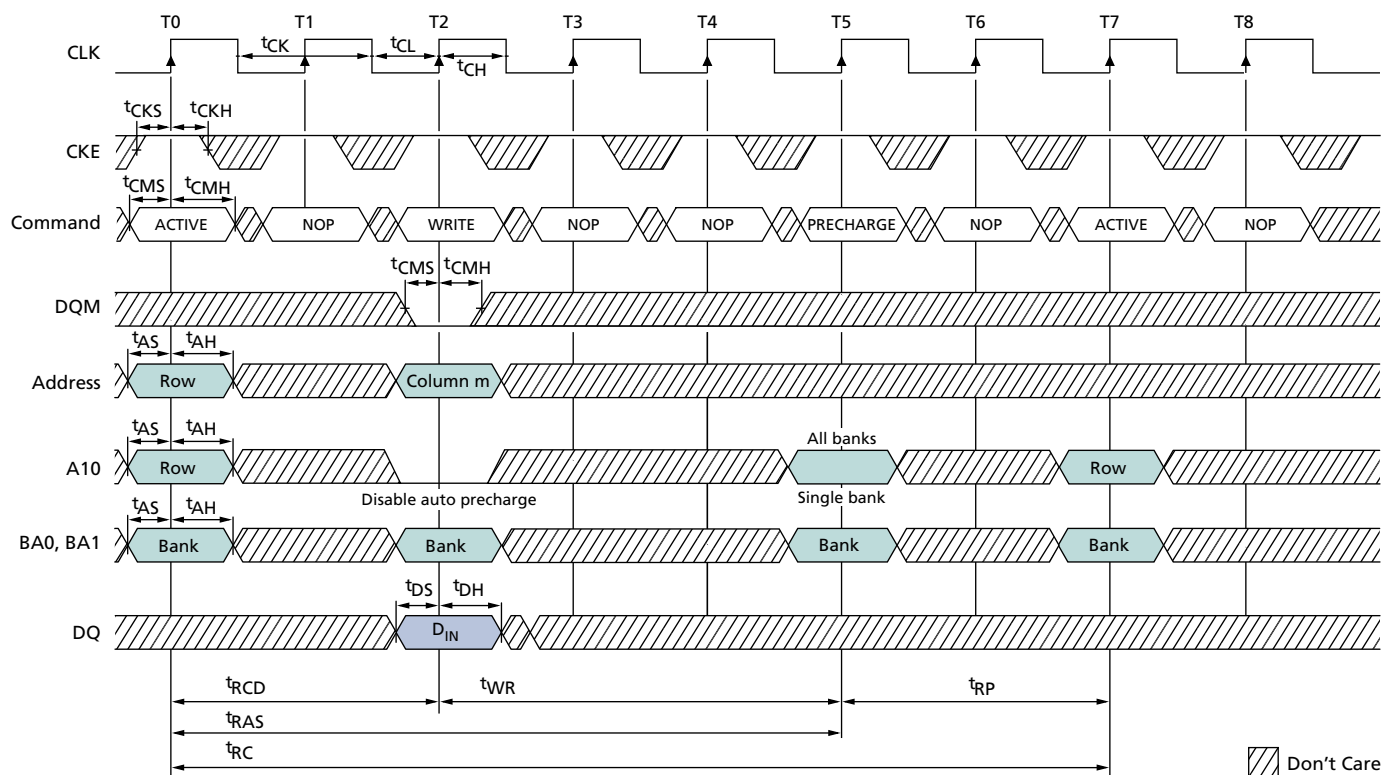 T0 T1 T2 T3 T4 T5 T6 T7 T8
CLK
tCK tCL
tCH
tCKS tCKH
CKE
tCMS tCMH
Command ACTIVE NOP WRITE NOP NOP PRECHARGE NOP ACTIVE NOP
tCMS tCMH
DQM
tAS tAH
Address Row Column m
tAS tAH
All banks
A10 Row Row
Disable auto precharge Single bank
tAS tAH
BA0, BA1 Bank Bank Bank Bank
tDS tDH
DQ DIN
tRCD tWR tRP
tRAS
tRC
Don't Care